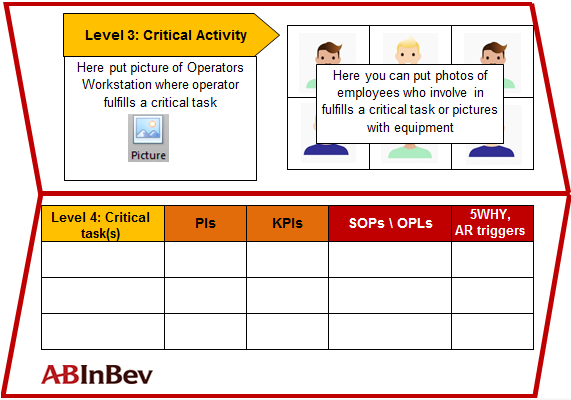 Level 3: Critical Activity
Here put picture of Operators
Workstation where operator
fulfills a critical task
Picture
Here you can put photos of
employees who involve in
fulfills a critical task or pictures
with equipment
Level 4: Critical
task(s)
PIs
KPIs
SOPs \ OPLs
5WHY,
AR triggers
ABInBev